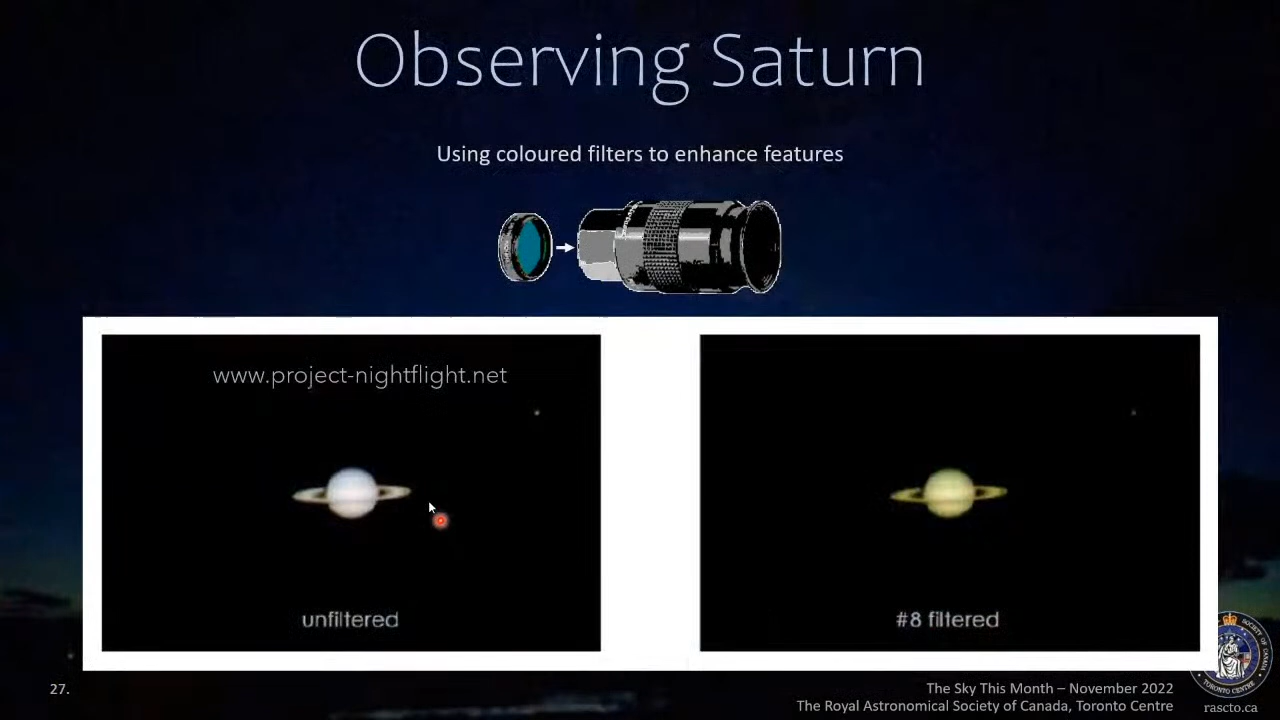 Observing Saturn
Using coloured filters to enhance features
www.project-nightflight.net
unfiltered
#8 filtered
27.
The Sky This Month – November 2022
The Royal Astronomical Society of Canada, Toronto Centre
rascto.ca